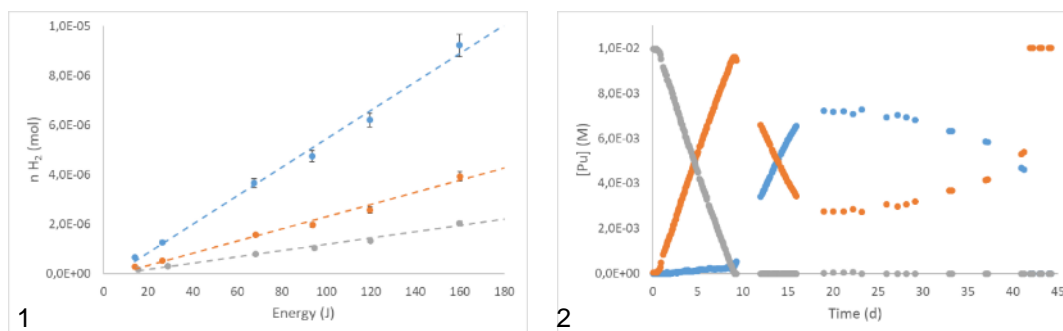 1,0E-05
8,0E-06
6,0E-06
4,0E-06
2,0E-06
0,0E+00
n H₂ (mol)
0 20 40 60 80 100 120 140 160 180
Energy (J)
1
1,0E-02
8,0E-03
6,0E-03
4,0E-03
2,0E-03
0,0E+00
[Pu] (M)
0 5 10 15 20 25 30 35 40 45
Time (d)
2